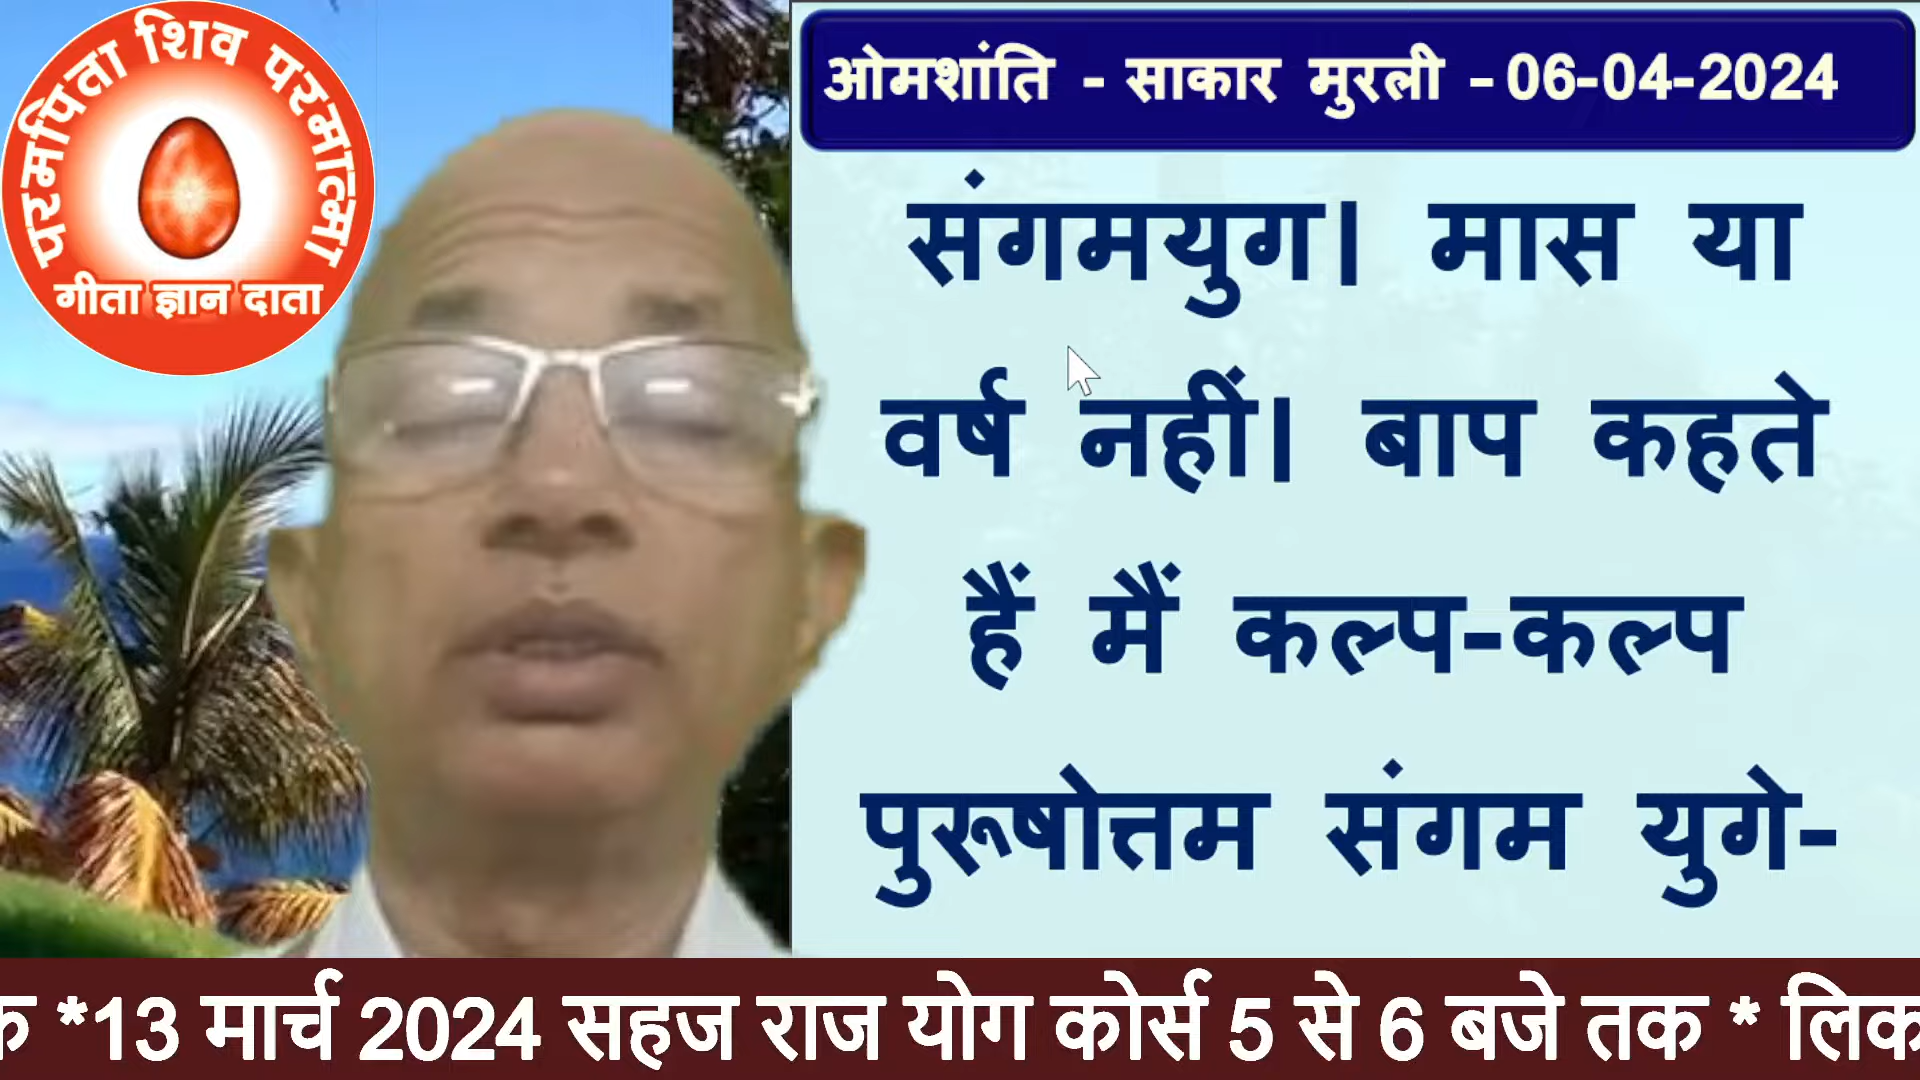 परमपिता शिव परमात्मा
गीता ज्ञान दाता
ओमशांति - साकार मुरली - 06-04-2024
संगमयुग। मास या
वर्ष नहीं। बाप कहते
हैं मैं कल्प-कल्प
पुरूषोत्तम संगम युगे-
*13 मार्च 2024 सहज राज योग कोर्स 5 से 6 बजे तक *